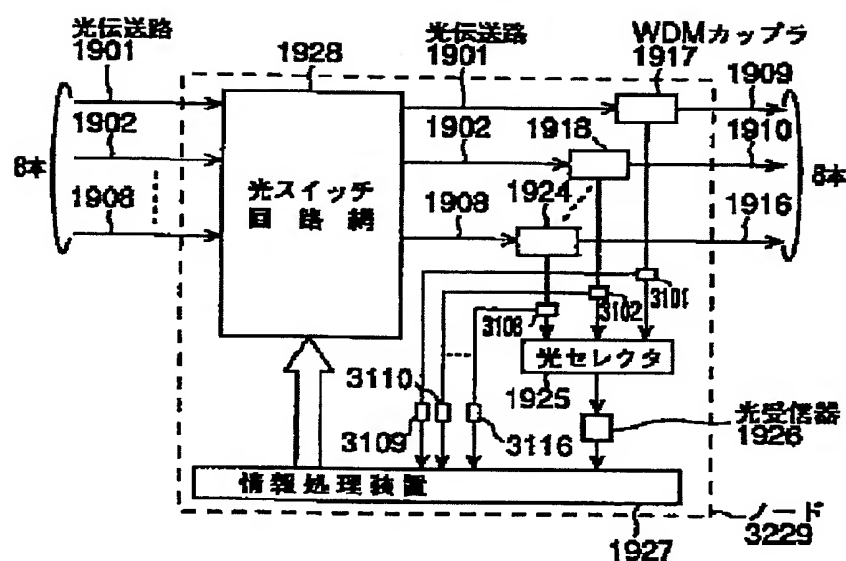 光伝送路
1901
1928
光伝送路
1901
WDMカップラ
1917
1909
1902
1902
1918
1910
8本
8本
1908
光スイッチ
回路網
1908
1924
1916
3101
3102
3108
3110
光セレクタ
1925
光受信器
1926
3109
3116
情報処理装置
ノード
3229
1927